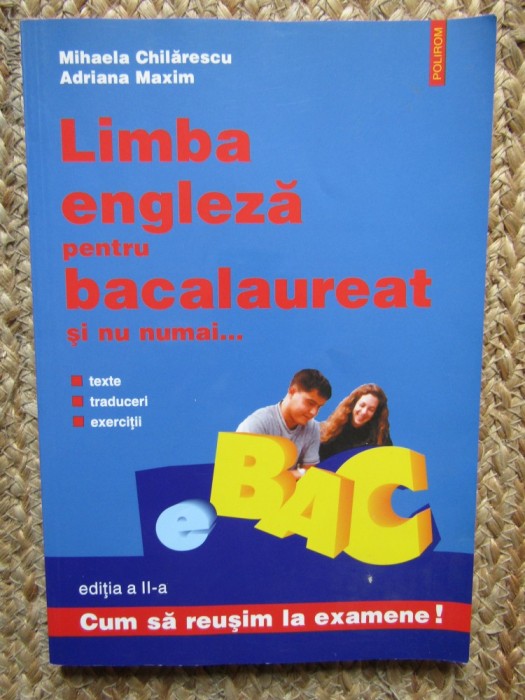 Mihaela Chilărescu
Adriana Maxim
POLIROM
Limba
engleză
pentru
bacalaureat
şi nu numai...
texte
traduceri
exerciţii
e BAC
ediţia a II-a
Cum să reuşim la examene!